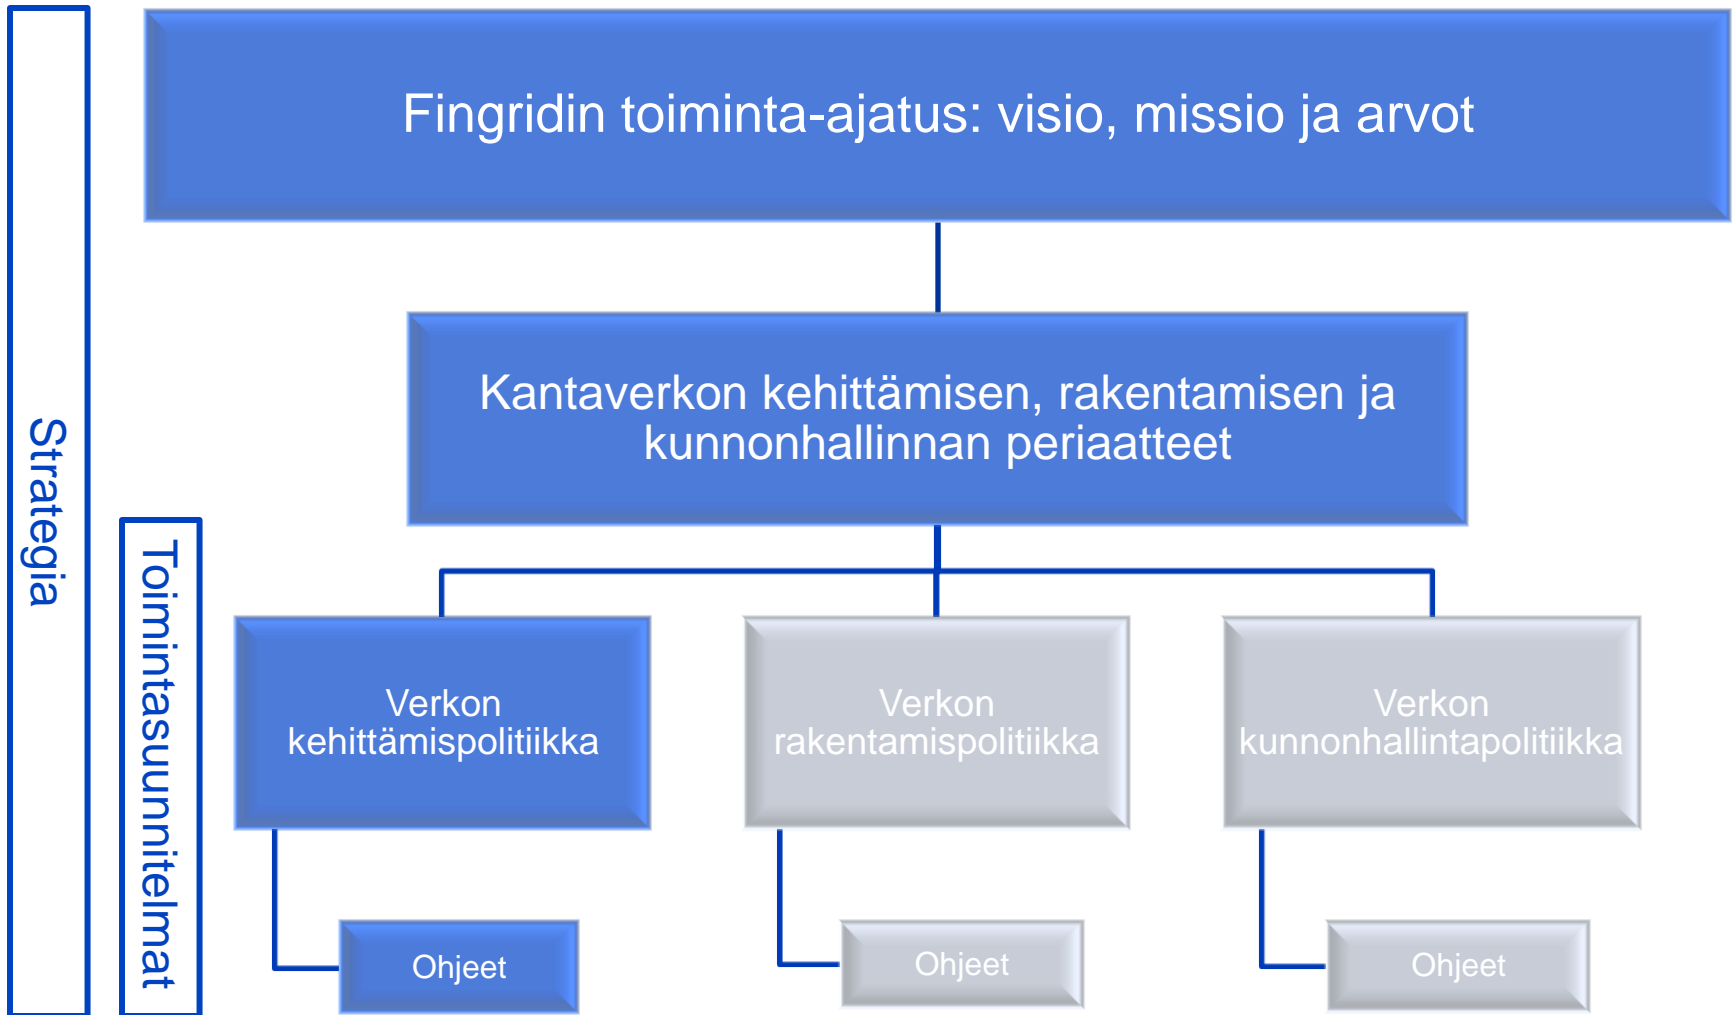 Strategia
Toimintasuunnitelmat
Fingridin toiminta-ajatus: visio, missio ja arvot
Kantaverkon kehittämisen, rakentamisen ja
kunnonhallinnan periaatteet
Verkon
kehittämispolitiikka
Verkon
rakentamispolitiikka
Verkon
kunnonhallintapolitiikka
Ohjeet
Ohjeet
Ohjeet